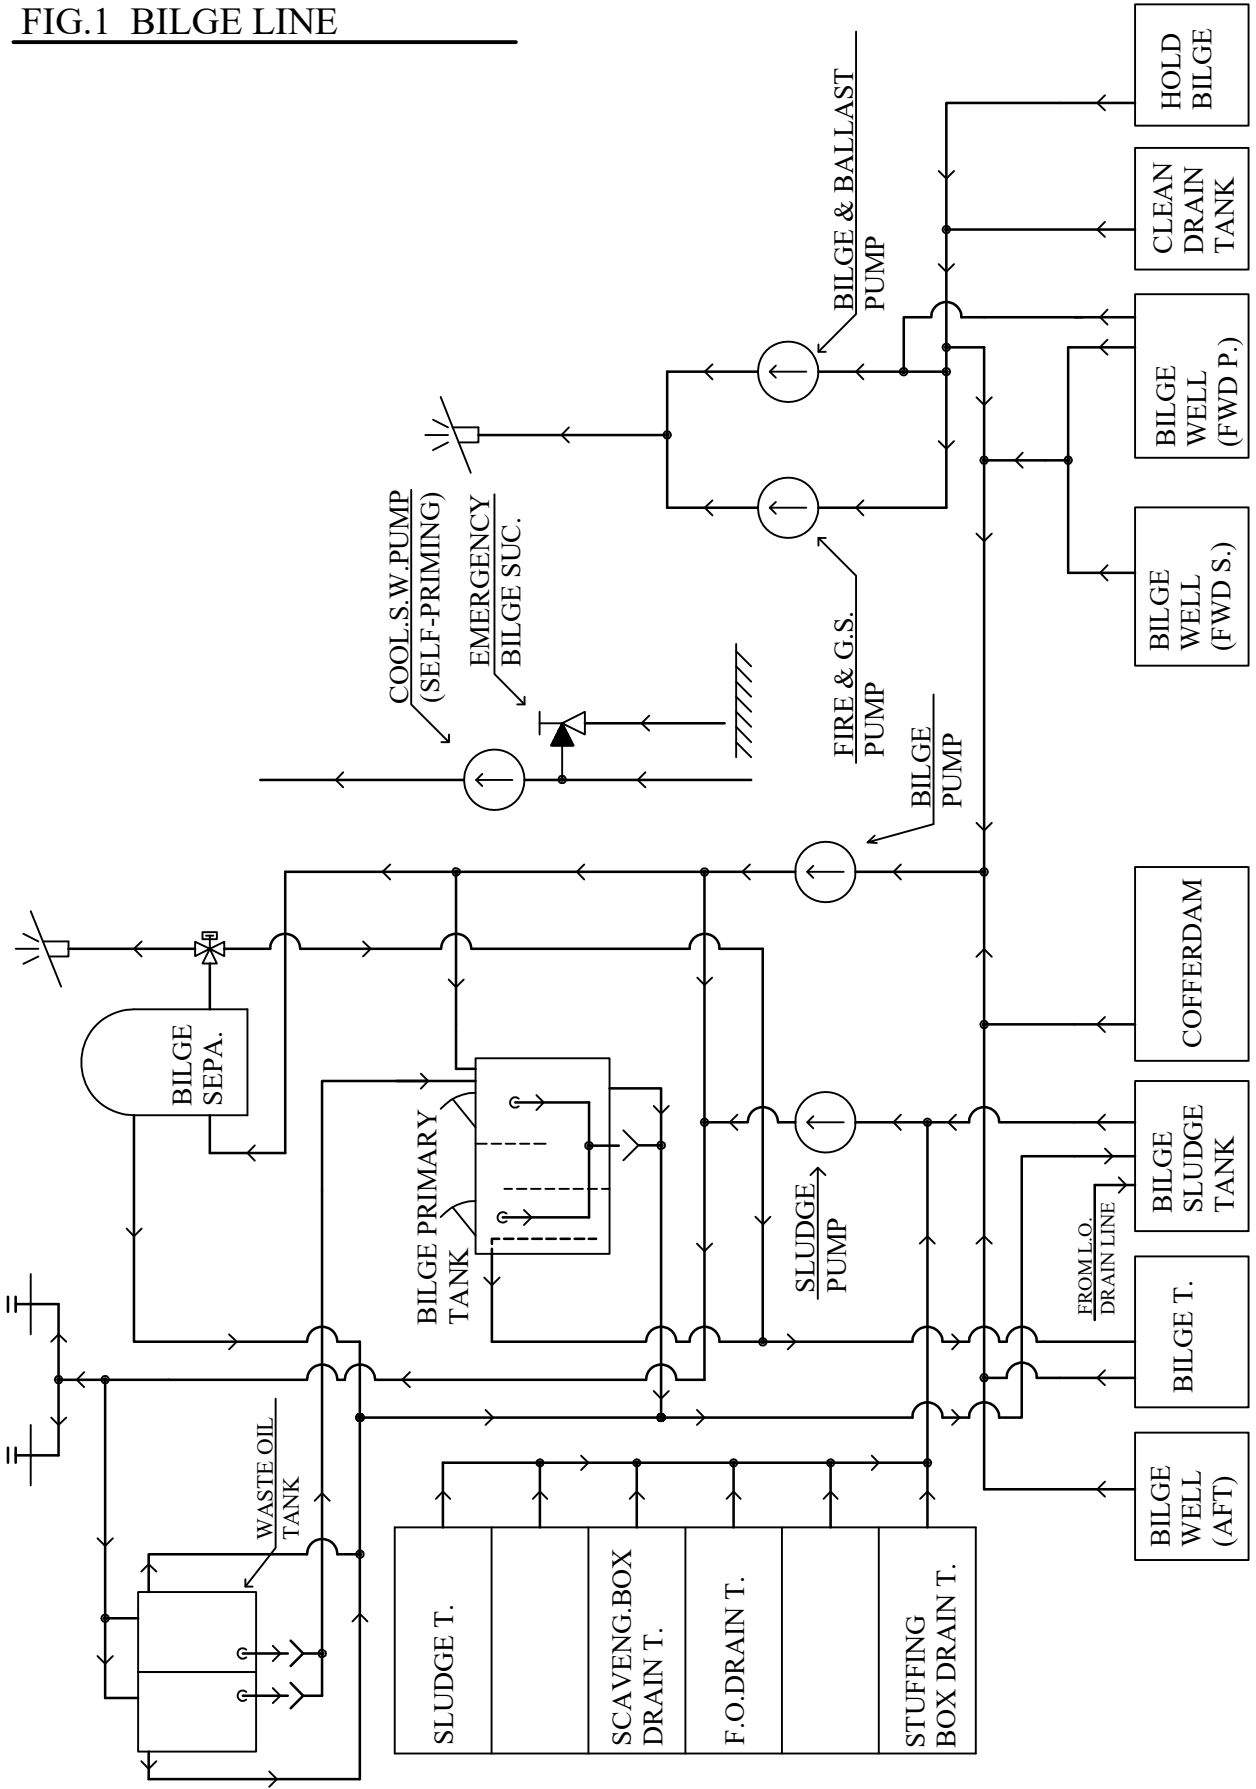 FIG.1 BILGE LINE
HOLD
BILGE
CLEAN
DRAIN
TANK
BILGE
WELL
(FWD P.)
BILGE
WELL
(FWD S.)
BILGE & BALLAST
PUMP
FIRE & G.S.
PUMP
COOL.S.W.PUMP
(SELF-PRIMING)
EMERGENCY
BILGE SUC.
BILGE
PUMP
COFFERDAM
BILGE
SEPA.
BILGE PRIMARY
TANK
SLUDGE
PUMP
BILGE
SLUDGE
TANK
FROM L.O.
DRAIN LINE
BILGE T.
BILGE
WELL
(AFT)
WASTE OIL
TANK
SLUDGE T.
SCAVENG.BOX
DRAIN T.
F.O.DRAIN T.
STUFFING
BOX DRAIN T.